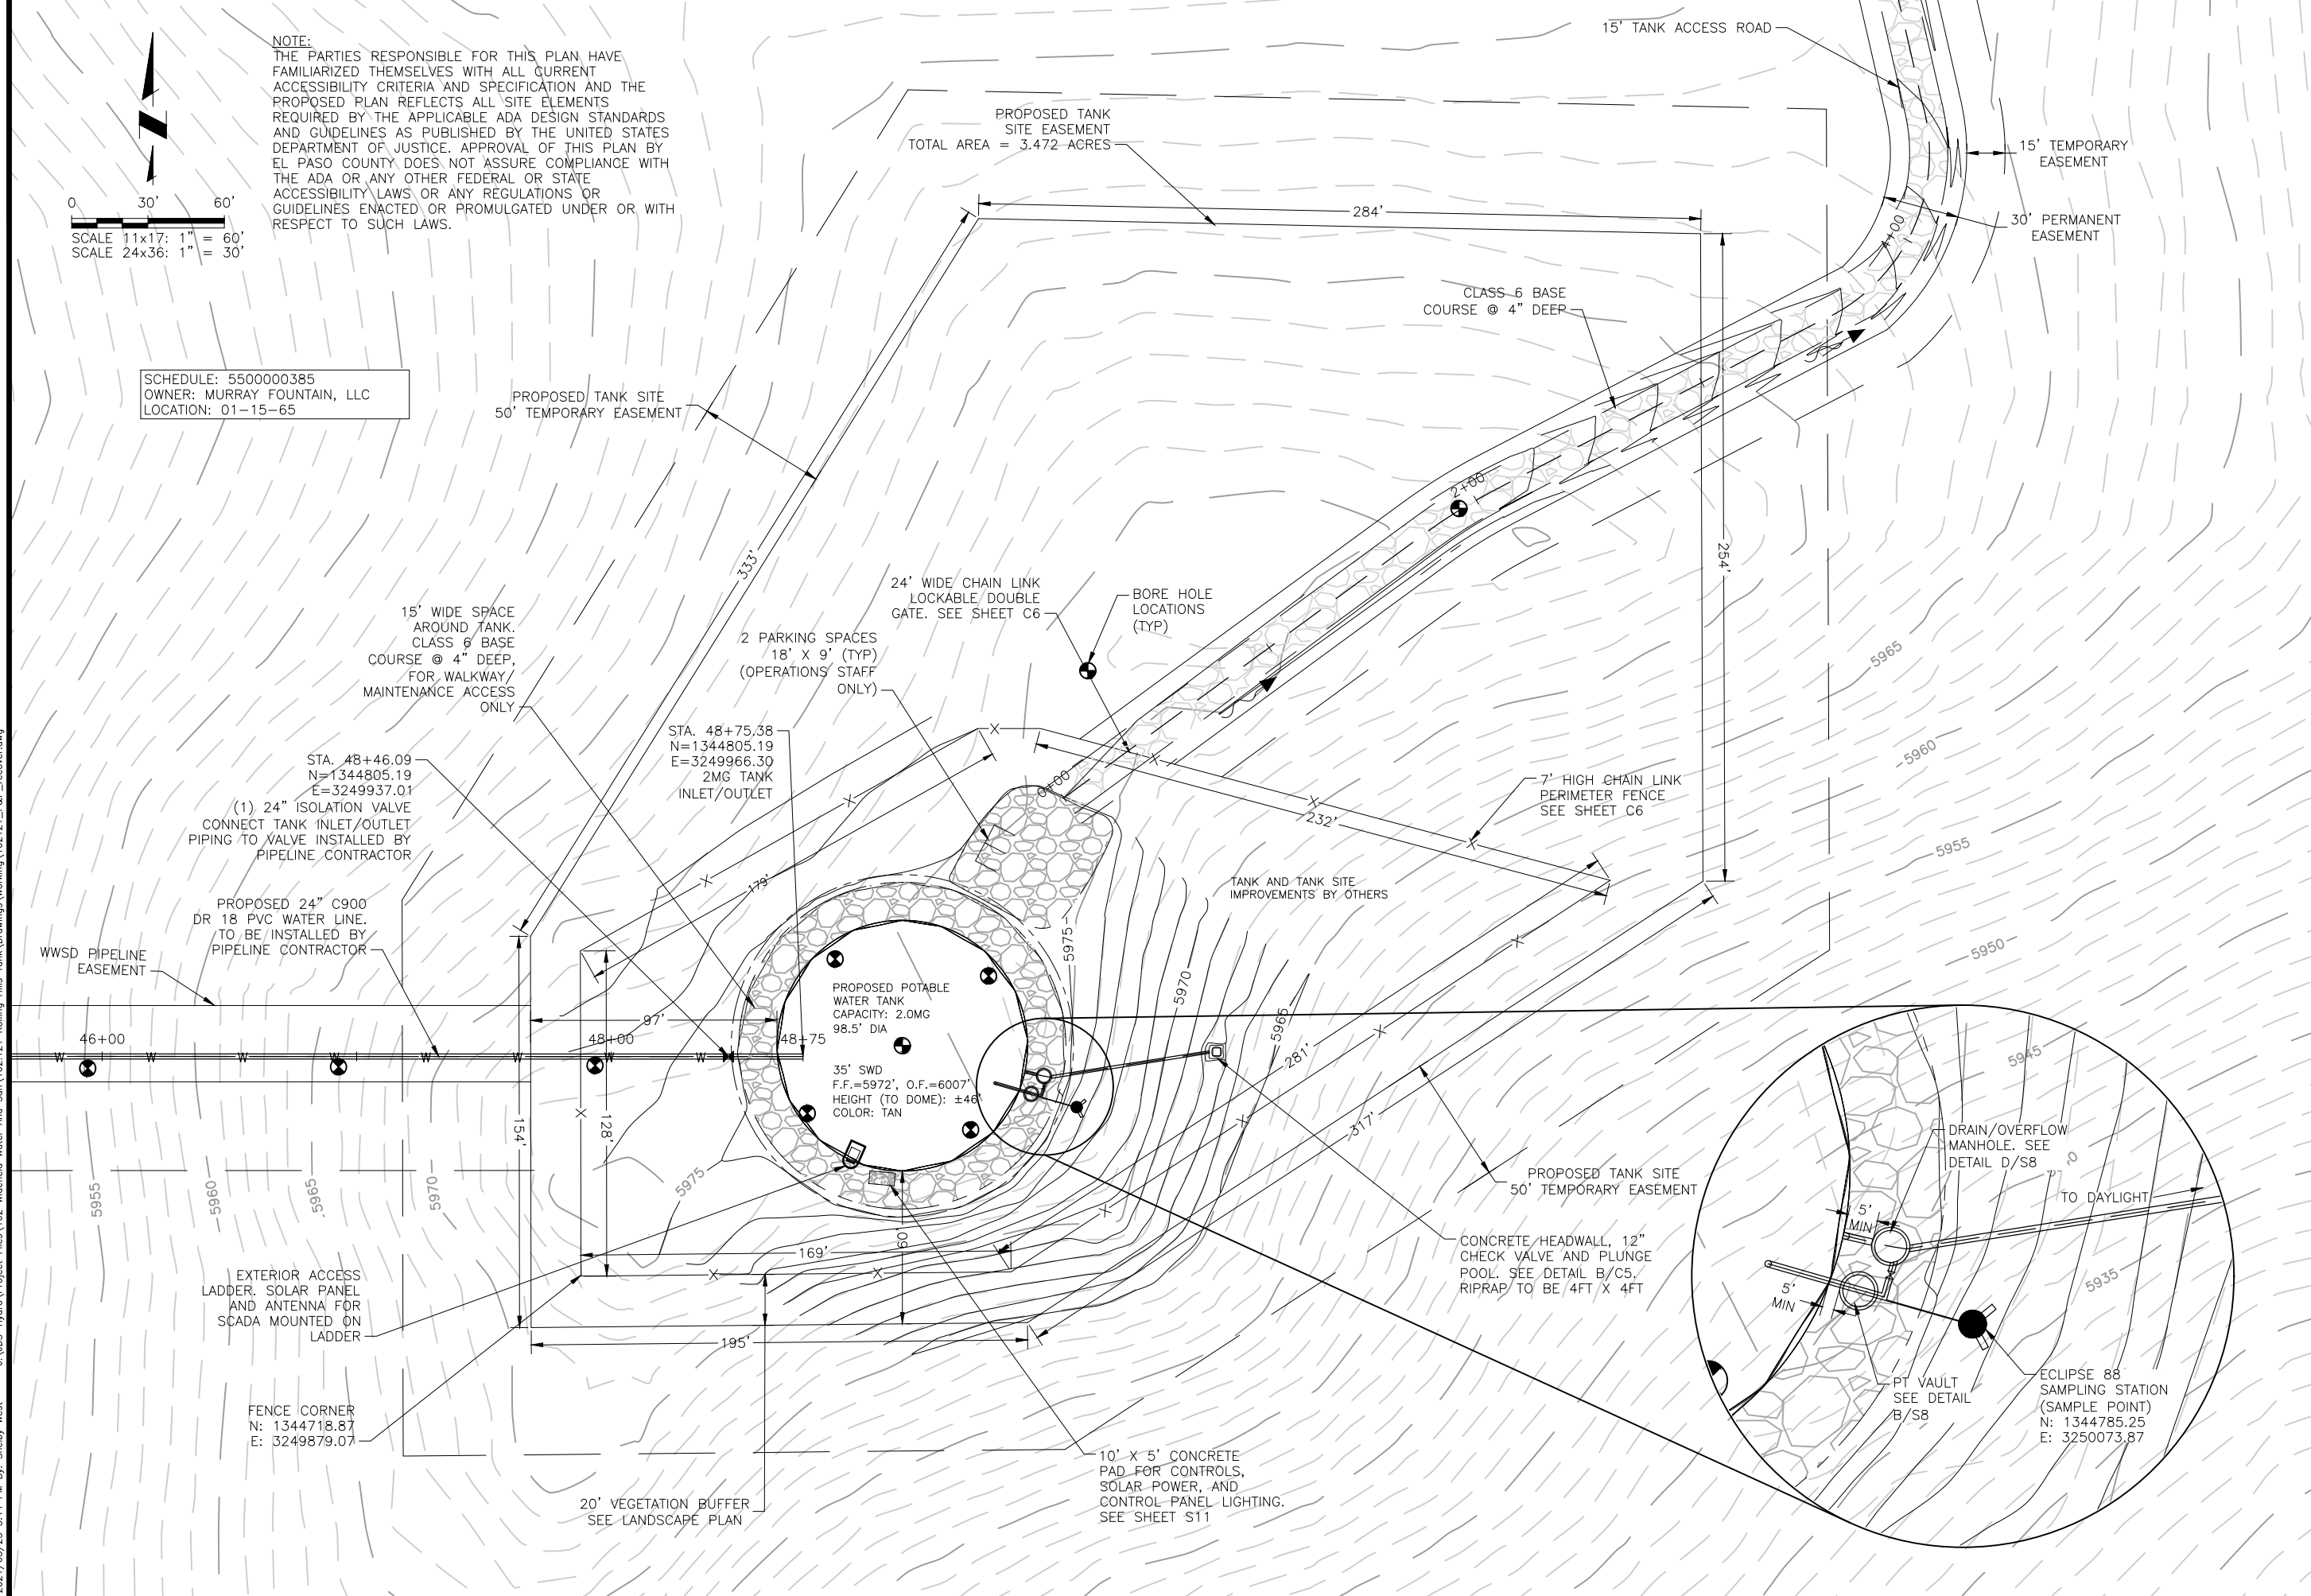 NOTE:
THE PARTIES RESPONSIBLE FOR THIS PLAN HAVE
FAMILIARIZED THEMSELVES WITH ALL CURRENT
ACCESSIBILITY CRITERIA AND SPECIFICATION AND THE
PROPOSED PLAN REFLECTS ALL SITE ELEMENTS
REQUIRED BY THE APPLICABLE ADA DESIGN STANDARDS
AND GUIDELINES AS PUBLISHED BY THE UNITED STATES
DEPARTMENT OF JUSTICE. APPROVAL OF THIS PLAN BY
EL PASO COUNTY DOES NOT ASSURE COMPLIANCE WITH
THE ADA OR ANY OTHER FEDERAL OR STATE
ACCESSIBILITY LAWS OR ANY REGULATIONS OR
GUIDELINES ENACTED OR PROMULGATED UNDER OR WITH
RESPECT TO SUCH LAWS.
N
0 30' 60'
SCALE 11x17: 1" = 60'
SCALE 24x36: 1" = 30'
15' TANK ACCESS ROAD
PROPOSED TANK
SITE EASEMENT
TOTAL AREA = 3.472 ACRES
15' TEMPORARY
EASEMENT
284'
30' PERMANENT
EASEMENT
4+00
CLASS 6 BASE
COURSE @ 4" DEEP
SCHEDULE: 5500000385
OWNER: MURRAY FOUNTAIN, LLC
LOCATION: 01-15-65
PROPOSED TANK SITE
50' TEMPORARY EASEMENT
2+00
333'
254'
24' WIDE CHAIN LINK
LOCKABLE DOUBLE
GATE. SEE SHEET C6
BORE HOLE
LOCATIONS
(TYP)
15' WIDE SPACE
AROUND TANK.
CLASS 6 BASE
COURSE @ 4" DEEP,
FOR WALKWAY/
MAINTENANCE ACCESS
ONLY
2 PARKING SPACES
18' X 9' (TYP)
(OPERATIONS STAFF
ONLY)
5965
5960
5955
5950
STA. 48+75.38
N=1344805.19
E=3249966.30
2MG TANK
INLET/OUTLET
STA. 48+46.09
N=1344805.19
E=3249937.01
(1) 24" ISOLATION VALVE
CONNECT TANK INLET/OUTLET
PIPING TO VALVE INSTALLED BY
PIPELINE CONTRACTOR
0+00
7' HIGH CHAIN LINK
PERIMETER FENCE
SEE SHEET C6
232'
179'
TANK AND TANK SITE
IMPROVEMENTS BY OTHERS
PROPOSED 24" C900
DR 18 PVC WATER LINE.
TO BE INSTALLED BY
PIPELINE CONTRACTOR
WWSD PIPELINE
EASEMENT
5975
5970
5965
PROPOSED POTABLE
WATER TANK
CAPACITY: 2.0MG
98.5' DIA
35' SWD
F.F.=5972', O.F.=6007'
HEIGHT (TO DOME): ±46'
COLOR: TAN
97'
46+00
48+00
48+75
W W W W W W W W
281'
317'
154'
128'
5955
5960
5965
5970
5975
60'
169'
195'
PROPOSED TANK SITE
50' TEMPORARY EASEMENT
CONCRETE HEADWALL, 12"
CHECK VALVE AND PLUNGE
POOL. SEE DETAIL B/C5.
RIPRAP TO BE 4FT X 4FT
EXTERIOR ACCESS
LADDER. SOLAR PANEL
AND ANTENNA FOR
SCADA MOUNTED ON
LADDER
FENCE CORNER
N: 1344718.87
E: 3249879.07
20' VEGETATION BUFFER
SEE LANDSCAPE PLAN
10' X 5' CONCRETE
PAD FOR CONTROLS,
SOLAR POWER, AND
CONTROL PANEL LIGHTING.
SEE SHEET S11
5945
DRAIN/OVERFLOW
MANHOLE. SEE
DETAIL D/S8
TO DAYLIGHT
5'
MIN
5'
MIN
5935
PT VAULT
SEE DETAIL
B/S8
ECLIPSE 88
SAMPLING STATION
(SAMPLE POINT)
N: 1344785.25
E: 3250073.87